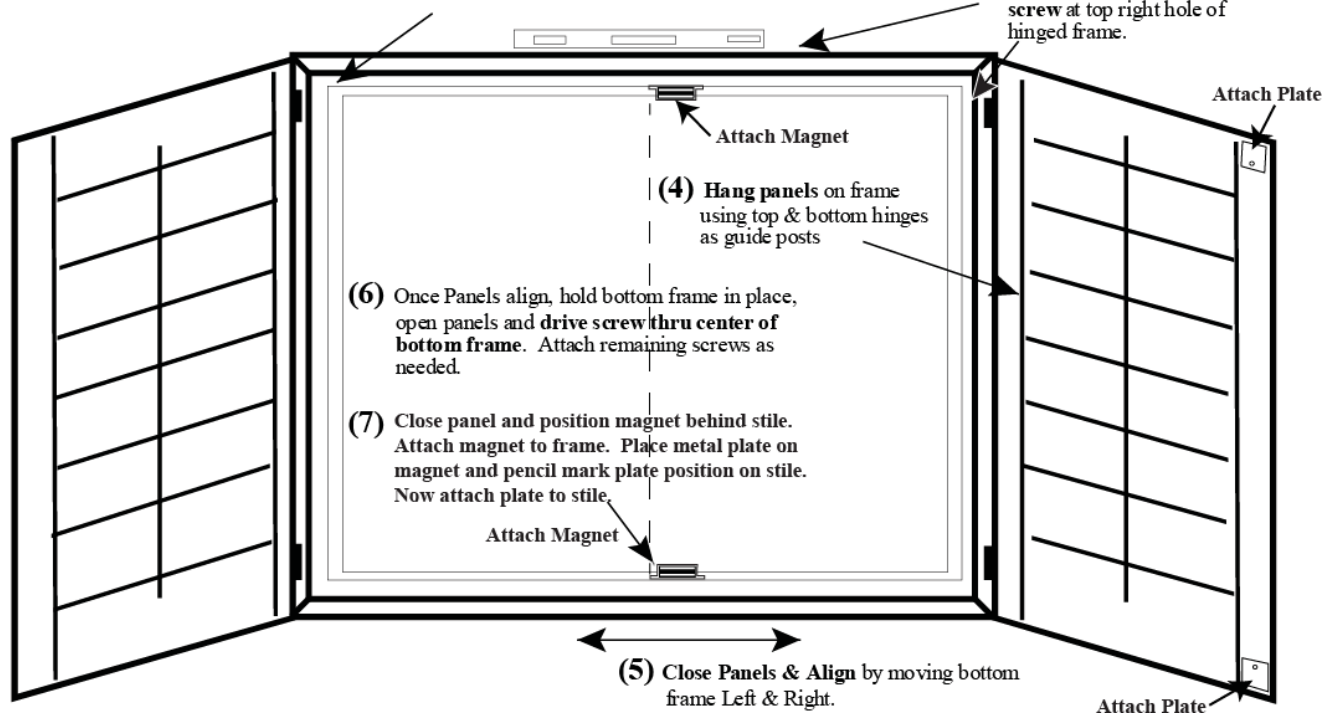 screw at top right hole of
hinged frame.
Attach Plate
Attach Magnet
(4) Hang panels on frame
using top & bottom hinges
as guide posts
(6) Once Panels align, hold bottom frame in place,
open panels and drive screw thru center of
bottom frame. Attach remaining screws as
needed.
(7) Close panel and position magnet behind stile.
Attach magnet to frame. Place metal plate on
magnet and pencil mark plate position on stile.
Now attach plate to stile.
Attach Magnet
(5) Close Panels & Align by moving bottom
frame Left & Right.
Attach Plate